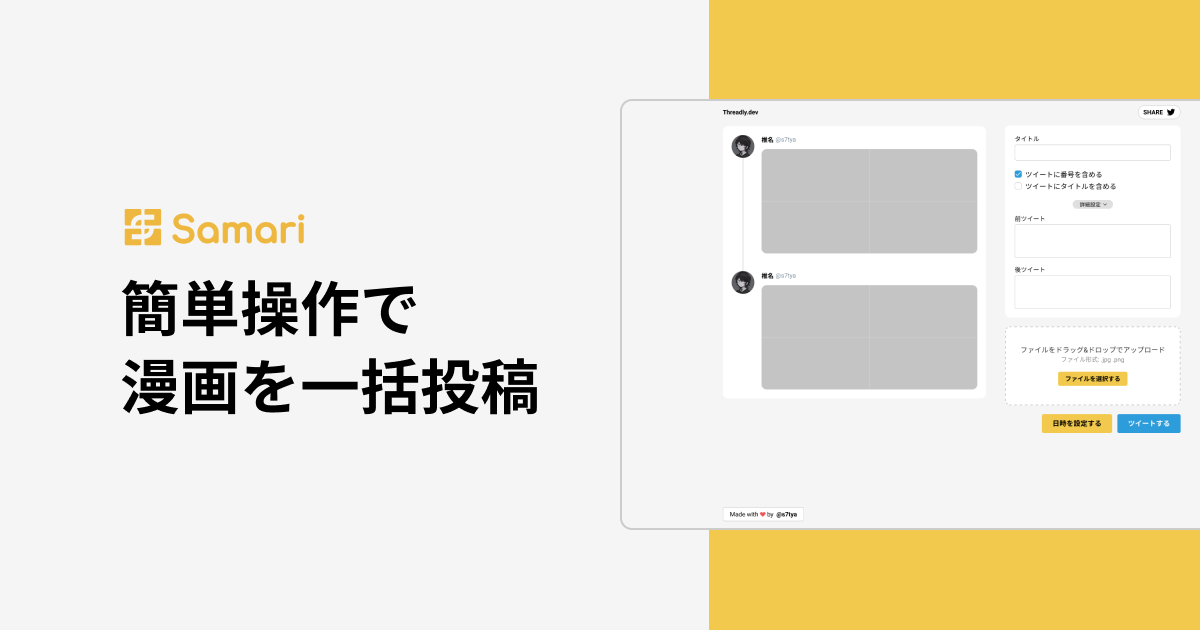 Samari
簡単操作で
漫画を一括投稿
Threadly.dev
SHARE
椎名 @s7tya
椎名 @s7tya
タイトル
ツイートに番号を含める
ツイートにタイトルを含める
詳細設定
前ツイート
後ツイート
ファイルをドラッグ&ドロップでアップロード
ファイル形式: .jpg .png
ファイルを選択する
日時を設定する
ツイートする
Made with ❤ by @s7tya